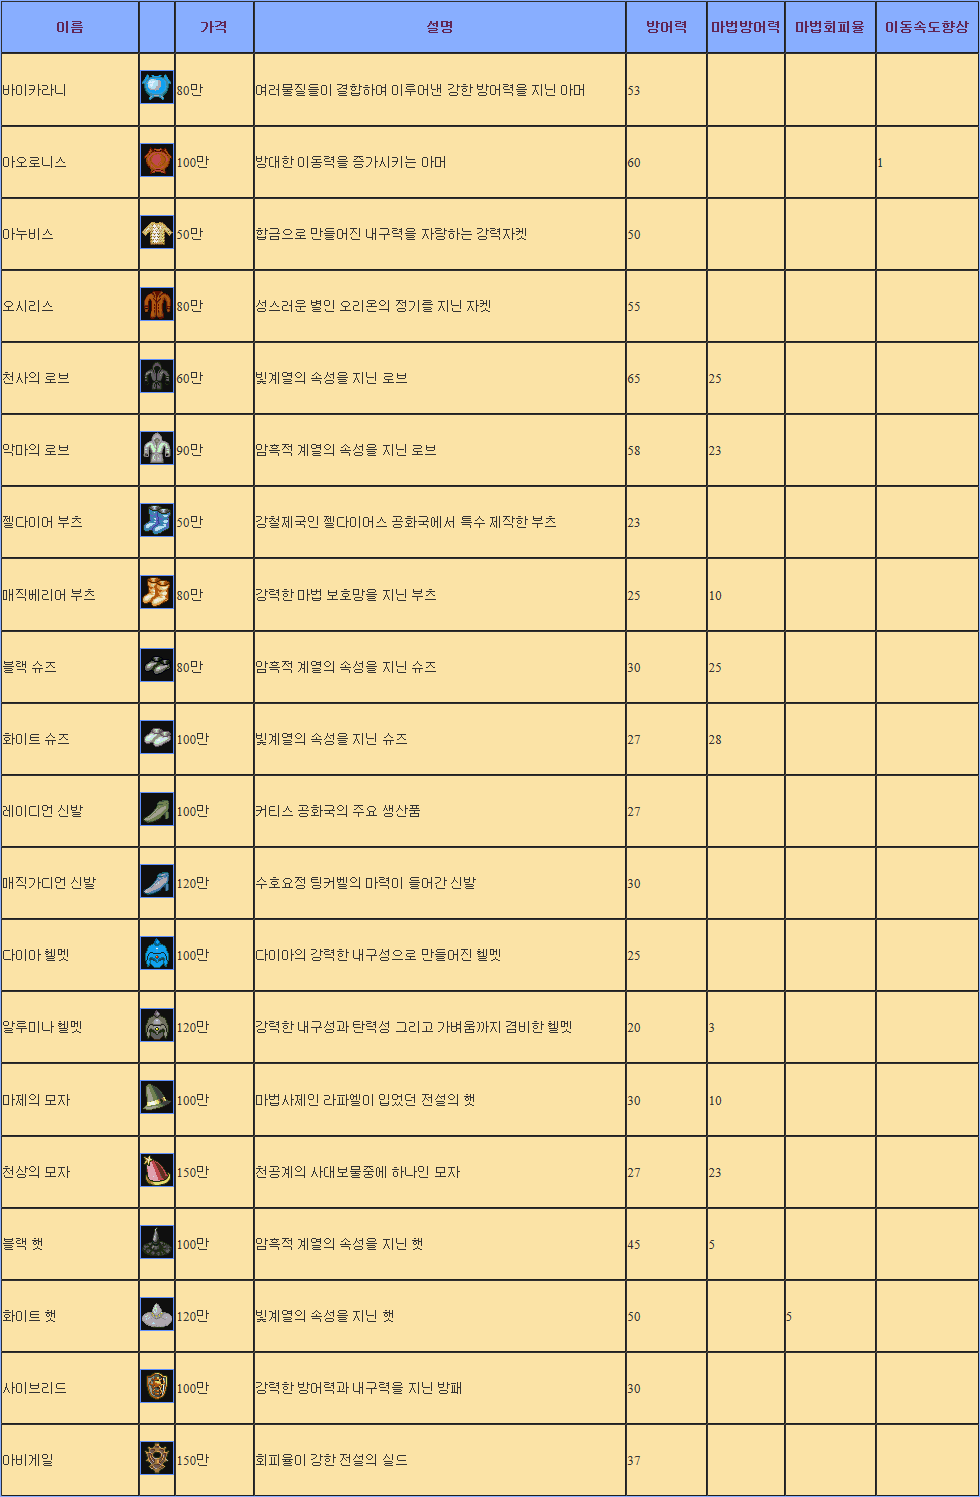 이름 가격 설명 방어력 마법방어력 마법회피율 이동속도향상
바이카라니 80만 여러물질들이 결합하여 이루어낸 강한 방어력을 지닌 아머 53
아오로니스 100만 방대한 이동력을 증가시키는 아머 60 1
아누비스 50만 합금으로 만들어진 내구력을 자랑하는 강력자켓 50
오시리스 80만 성스러운 별인 오리온의 정기를 지닌 자켓 55
천사의 로브 60만 빛계열의 속성을 지닌 로브 65 25
악마의 로브 90만 암흑적 계열의 속성을 지닌 로브 58 23
젤다이어 부츠 50만 강철제국인 젤다이어스 공화국에서 특수 제작한 부츠 23
매직베리어 부츠 80만 강력한 마법 보호망을 지닌 부츠 25 10
블랙 슈즈 80만 암흑적 계열의 속성을 지닌 슈즈 30 25
화이트 슈즈 100만 빛계열의 속성을 지닌 슈즈 27 28
레이디언 신발 100만 커티스 공화국의 주요 생산품 27
매직가디언 신발 120만 수호요정 팅커벨의 마력이 들어간 신발 30
다이아 헬멧 100만 다이아의 강력한 내구성으로 만들어진 헬멧 25
알루미나 헬멧 120만 강력한 내구성과 탄력성 그리고 가벼움까지 겸비한 헬멧 20 3
마제의 모자 100만 마법사제인 라파엘이 입었던 전설의 햇 30 10
천상의 모자 150만 천공계의 사대보물중에 하나인 모자 27 23
블랙 햇 100만 암흑적 계열의 속성을 지닌 햇 45 5
화이트 햇 120만 빛계열의 속성을 지닌 햇 50 5
사이브리드 100만 강력한 방어력과 내구력을 지닌 방패 30
아비게일 150만 회피율이 강한 전설의 실드 37